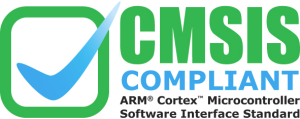 CMSIS
COMPLIANT
ARM® Cortex™ Microcontroller
Software Interface Standard